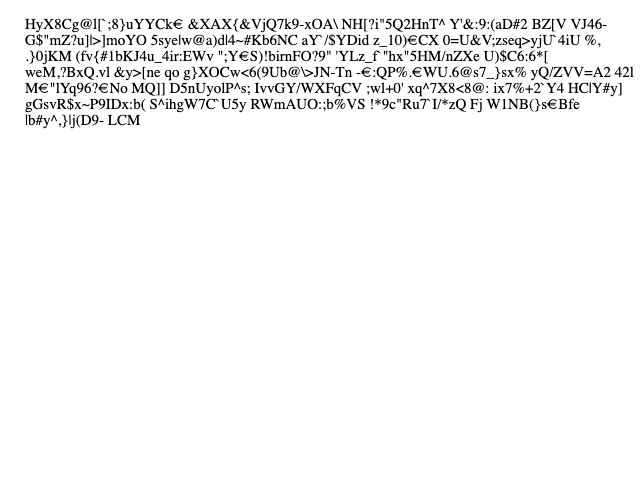 HyX8Cg@l[`;8}uYYCk€ &XAX{&VjQ7k9-xOA\ NH[?i"5Q2HnT^ Y'&:9:(aD#2 BZ[V VJ46-
G$"mZ?u]|>]moYO 5sye|w@a)d|4~#Kb6NC aY`/$YDid z_10)€CX 0=U&V;zseq>yjU`4iU %,
.}0jKM (fv{#1bKJ4u_4ir:EWv ";Y€S)!birnFO?9" 'YLz_f¨hx"5HM/nZXe U)$C6:6*[
weM,?BxQ.vl &y>[ne qo g}XOCw<6(9Ub@\>JN-Tn -€:QP%.€WU.6@s7_}sx% yQ/ZVV=A2 42l
M€"lYq96?€No MQ]] D5nUyolP^s; IvvGY/WXFqCV ;wl+0' xq^7X8<8@: ix7%+2`Y4 HC|Y#y]
gGsvR$x~P9IDx:b( S^ihgW7C`U5y RWmAUO:;b%VS !*9c"Ru7`I/*zQ Fj W1NB(}s€Bfe
|b#y^,}|j(D9- LCM